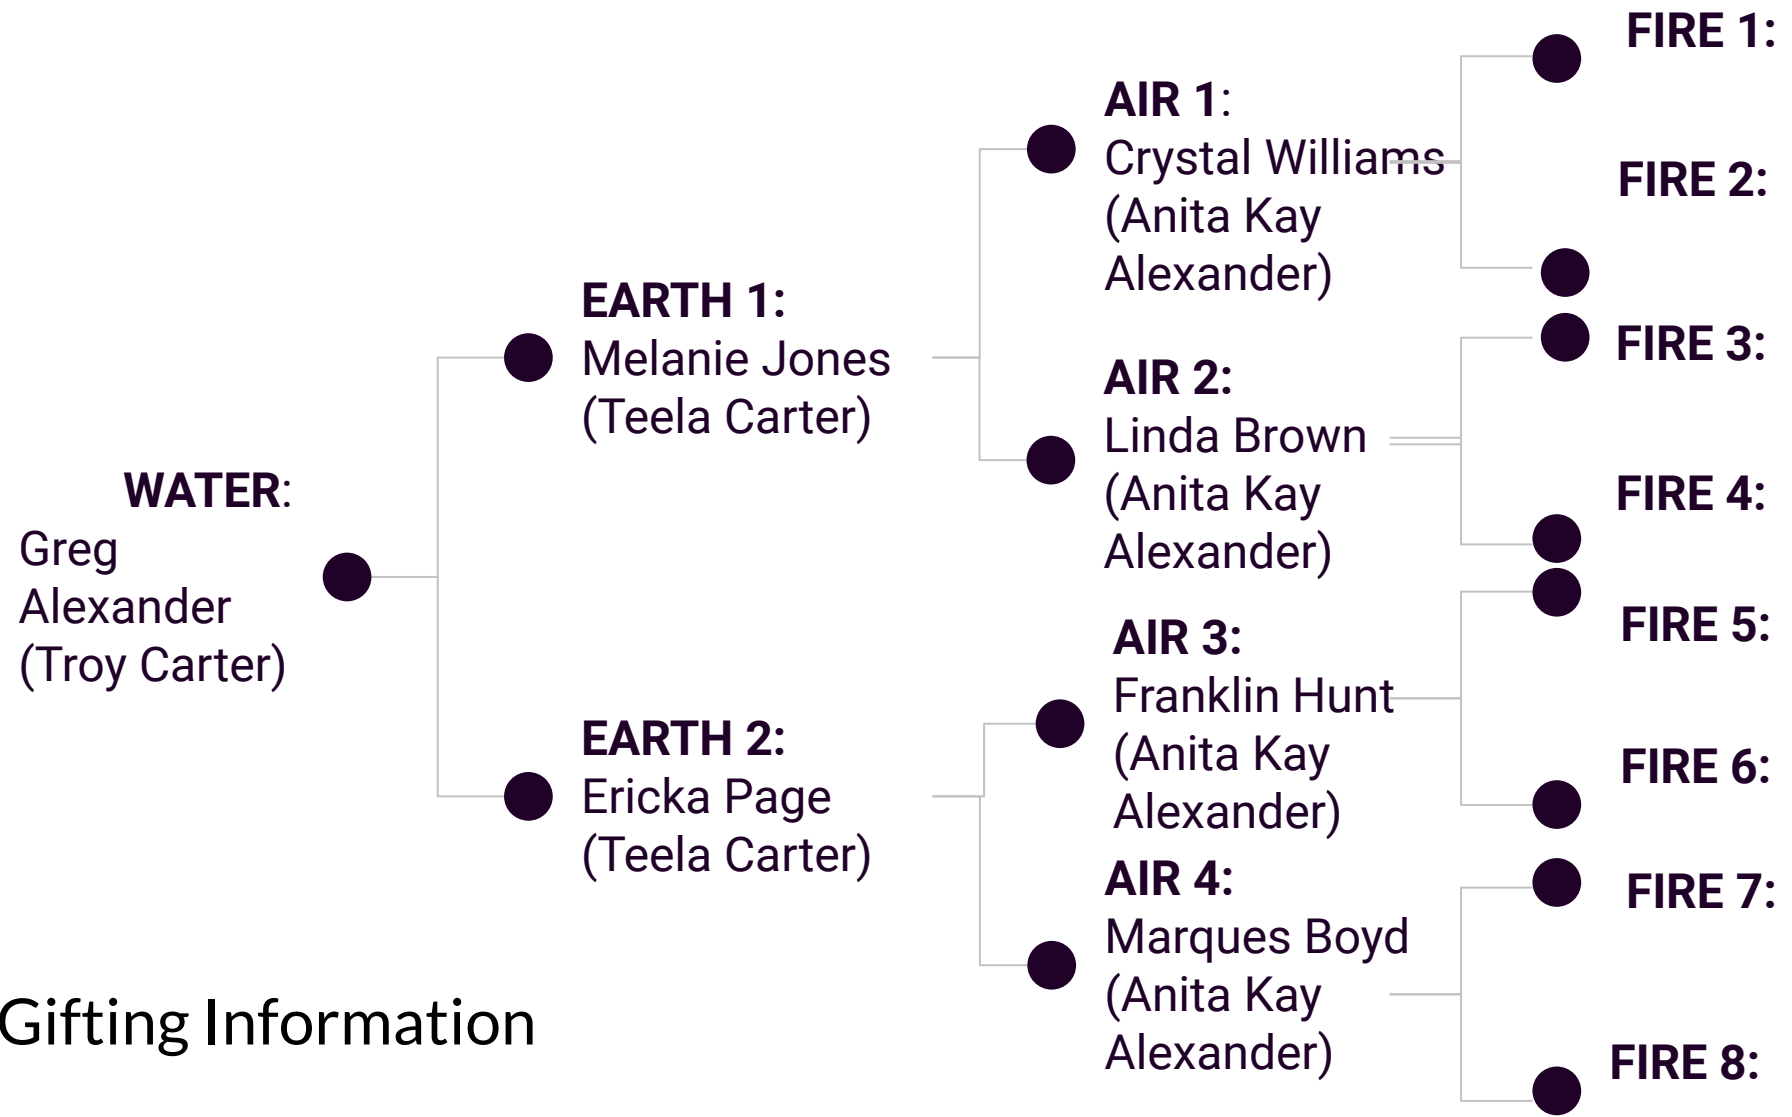 WATER:
Greg
Alexander
(Troy Carter)
EARTH 1:
Melanie Jones
(Teela Carter)
EARTH 2:
Ericka Page
(Teela Carter)
AIR 1:
Crystal Williams
(Anita Kay
Alexander)
AIR 2:
Linda Brown
(Anita Kay
Alexander)
AIR 3:
Franklin Hunt
(Anita Kay
Alexander)
AIR 4:
Marques Boyd
(Anita Kay
Alexander)
FIRE 1:
FIRE 2:
FIRE 3:
FIRE 4:
FIRE 5:
FIRE 6:
FIRE 7:
FIRE 8:
Gifting Information